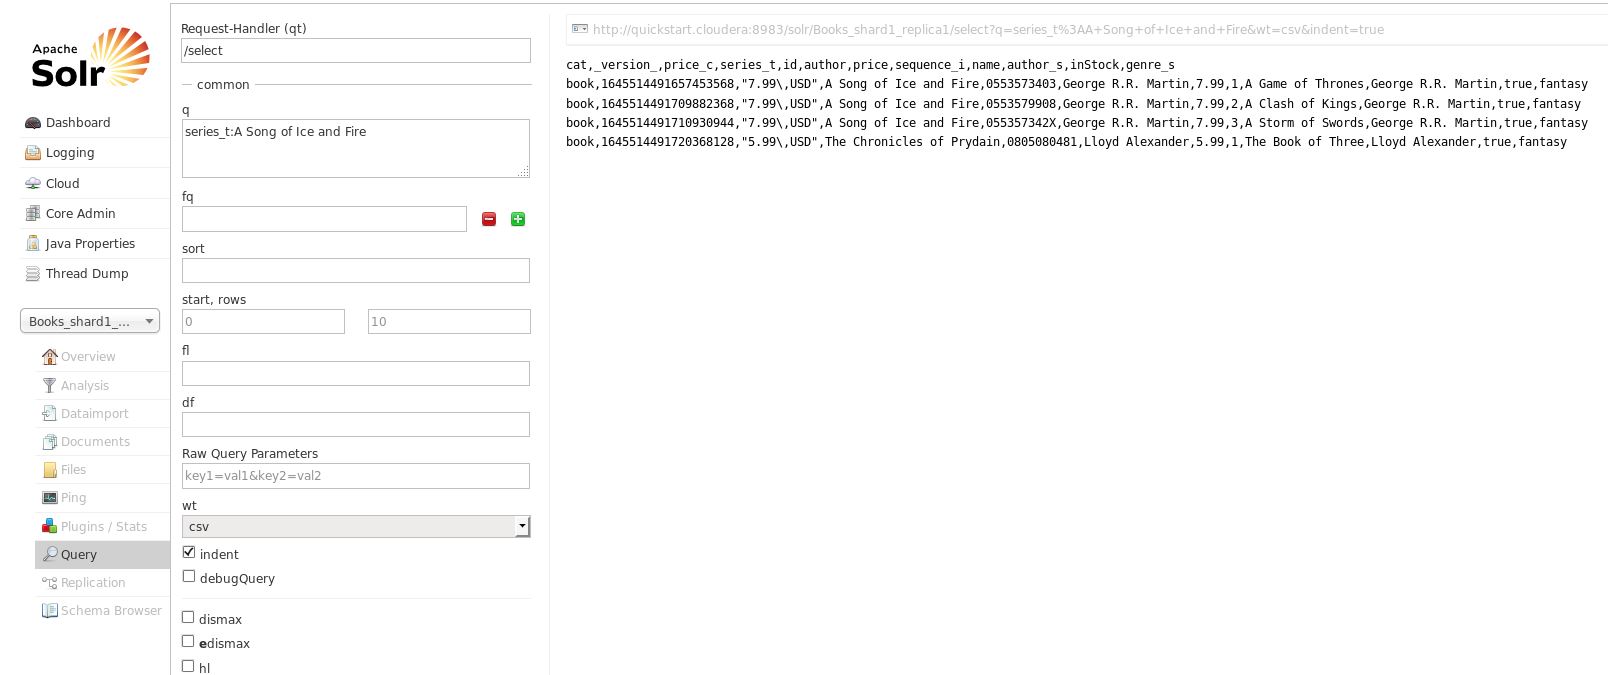 Apache
Solr
Dashboard
Logging
Cloud
Core Admin
Java Properties
Thread Dump
Books_shard1_...
Overview
Analysis
Dataimport
Documents
Files
Ping
Plugins / Stats
Query
Replication
Schema Browser
Request-Handler (qt)
/select
common
q
series_t:A Song of Ice and Fire
fq
sort
start, rows
0 10
fl
df
Raw Query Parameters
key1=val1&key2=val2
wt
csv
indent
debugQuery
dismax
edismax
hl
http://quickstart.cloudera:8983/solr/Books_shard1_replica1/select?q=series_t%3AA+Song+of+Ice+and+Fire&wt=csv&indent=true
cat,_version_,price_c,series_t,id,author,price,sequence_i,name,author_s,inStock,genre_s
book,1645514491657453568,"7.99\,USD",A Song of Ice and Fire,0553573403,George R.R. Martin,7.99,1,A Game of Thrones,George R.R. Martin,true,fantasy
book,1645514491709882368,"7.99\,USD",A Song of Ice and Fire,0553579908,George R.R. Martin,7.99,2,A Clash of Kings,George R.R. Martin,true,fantasy
book,1645514491710930944,"7.99\,USD",A Song of Ice and Fire,055357342X,George R.R. Martin,7.99,3,A Storm of Swords,George R.R. Martin,true,fantasy
book,1645514491720368128,"5.99\,USD",The Chronicles of Prydain,0805080481,Lloyd Alexander,5.99,1,The Book of Three,Lloyd Alexander,true,fantasy